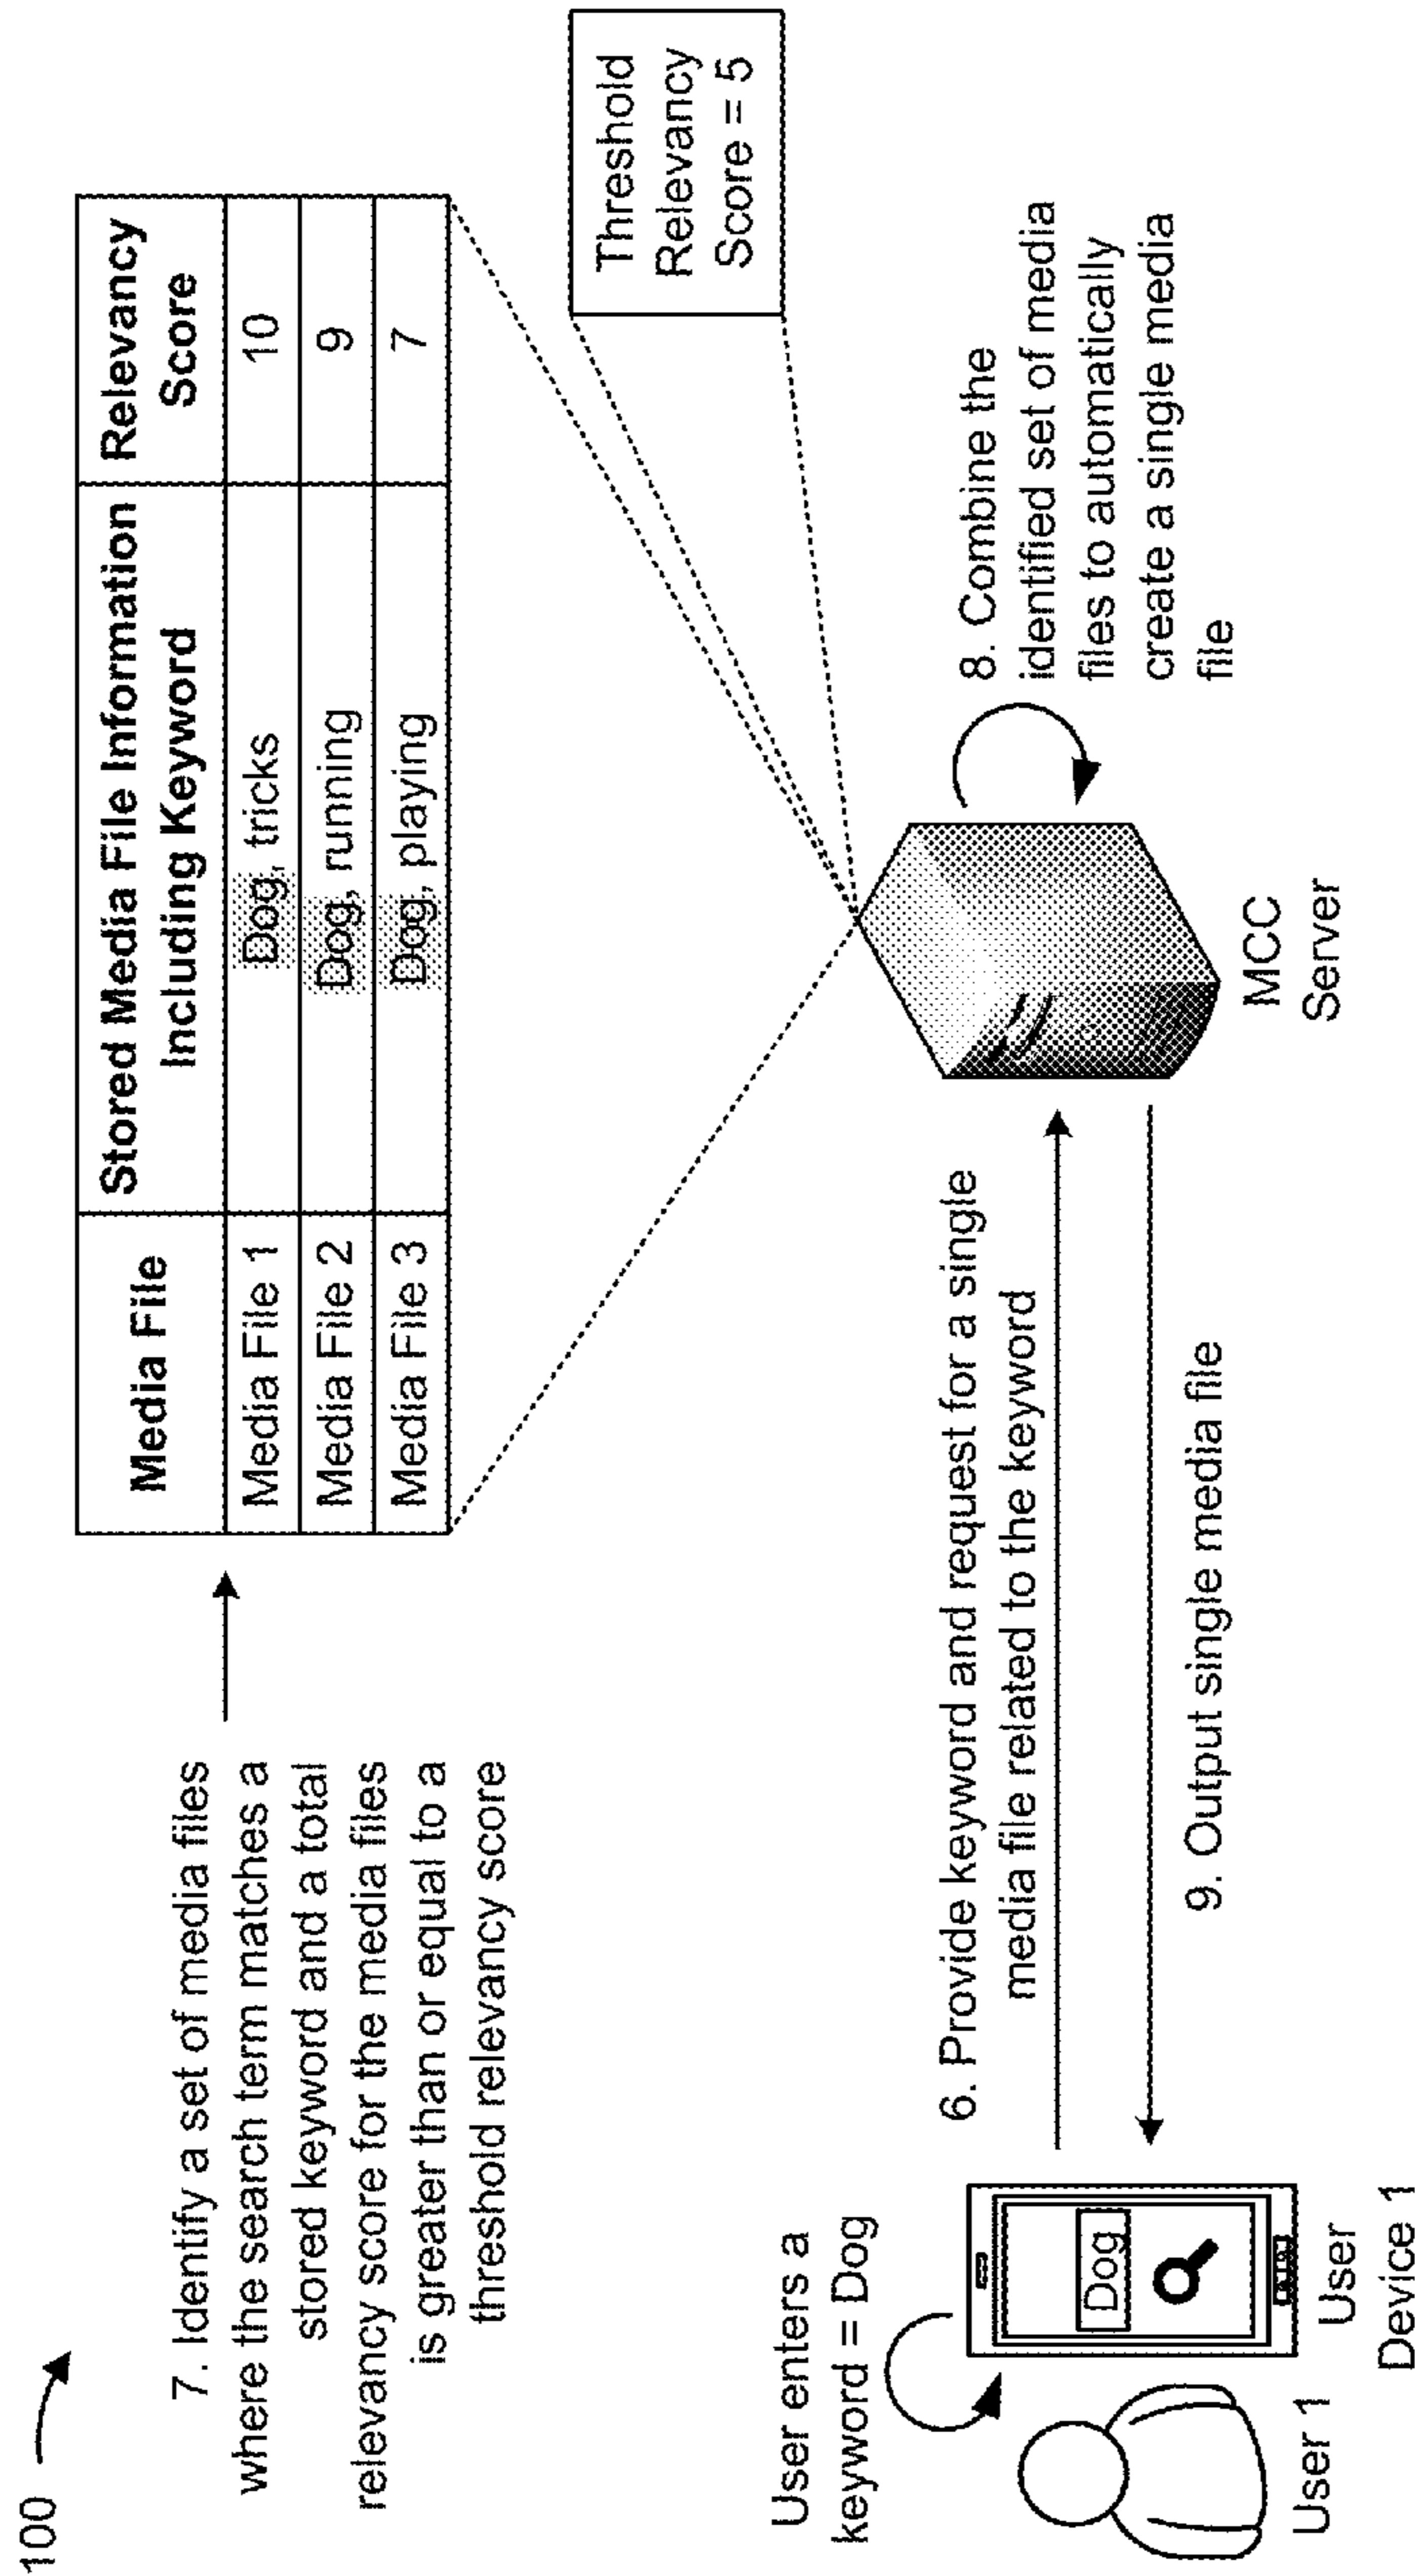 100
7. Identify a set of media files
where the search term matches a
stored keyword and a total
relevancy score for the media files
is greater than or equal to a
threshold relevancy score
Media File
Stored Media File Information
Including Keyword
Relevancy
Score
Media File 1
Dog, tricks
10
Media File 2
Dog, running
9
Media File 3
Dog, playing
7
Threshold
Relevancy
Score = 5
User enters a
keyword = Dog
Dog
User 1
User
Device 1
6. Provide keyword and request for a single
media file related to the keyword
9. Output single media file
MCC
Server
8. Combine the
identified set of media
files to automatically
create a single media
file